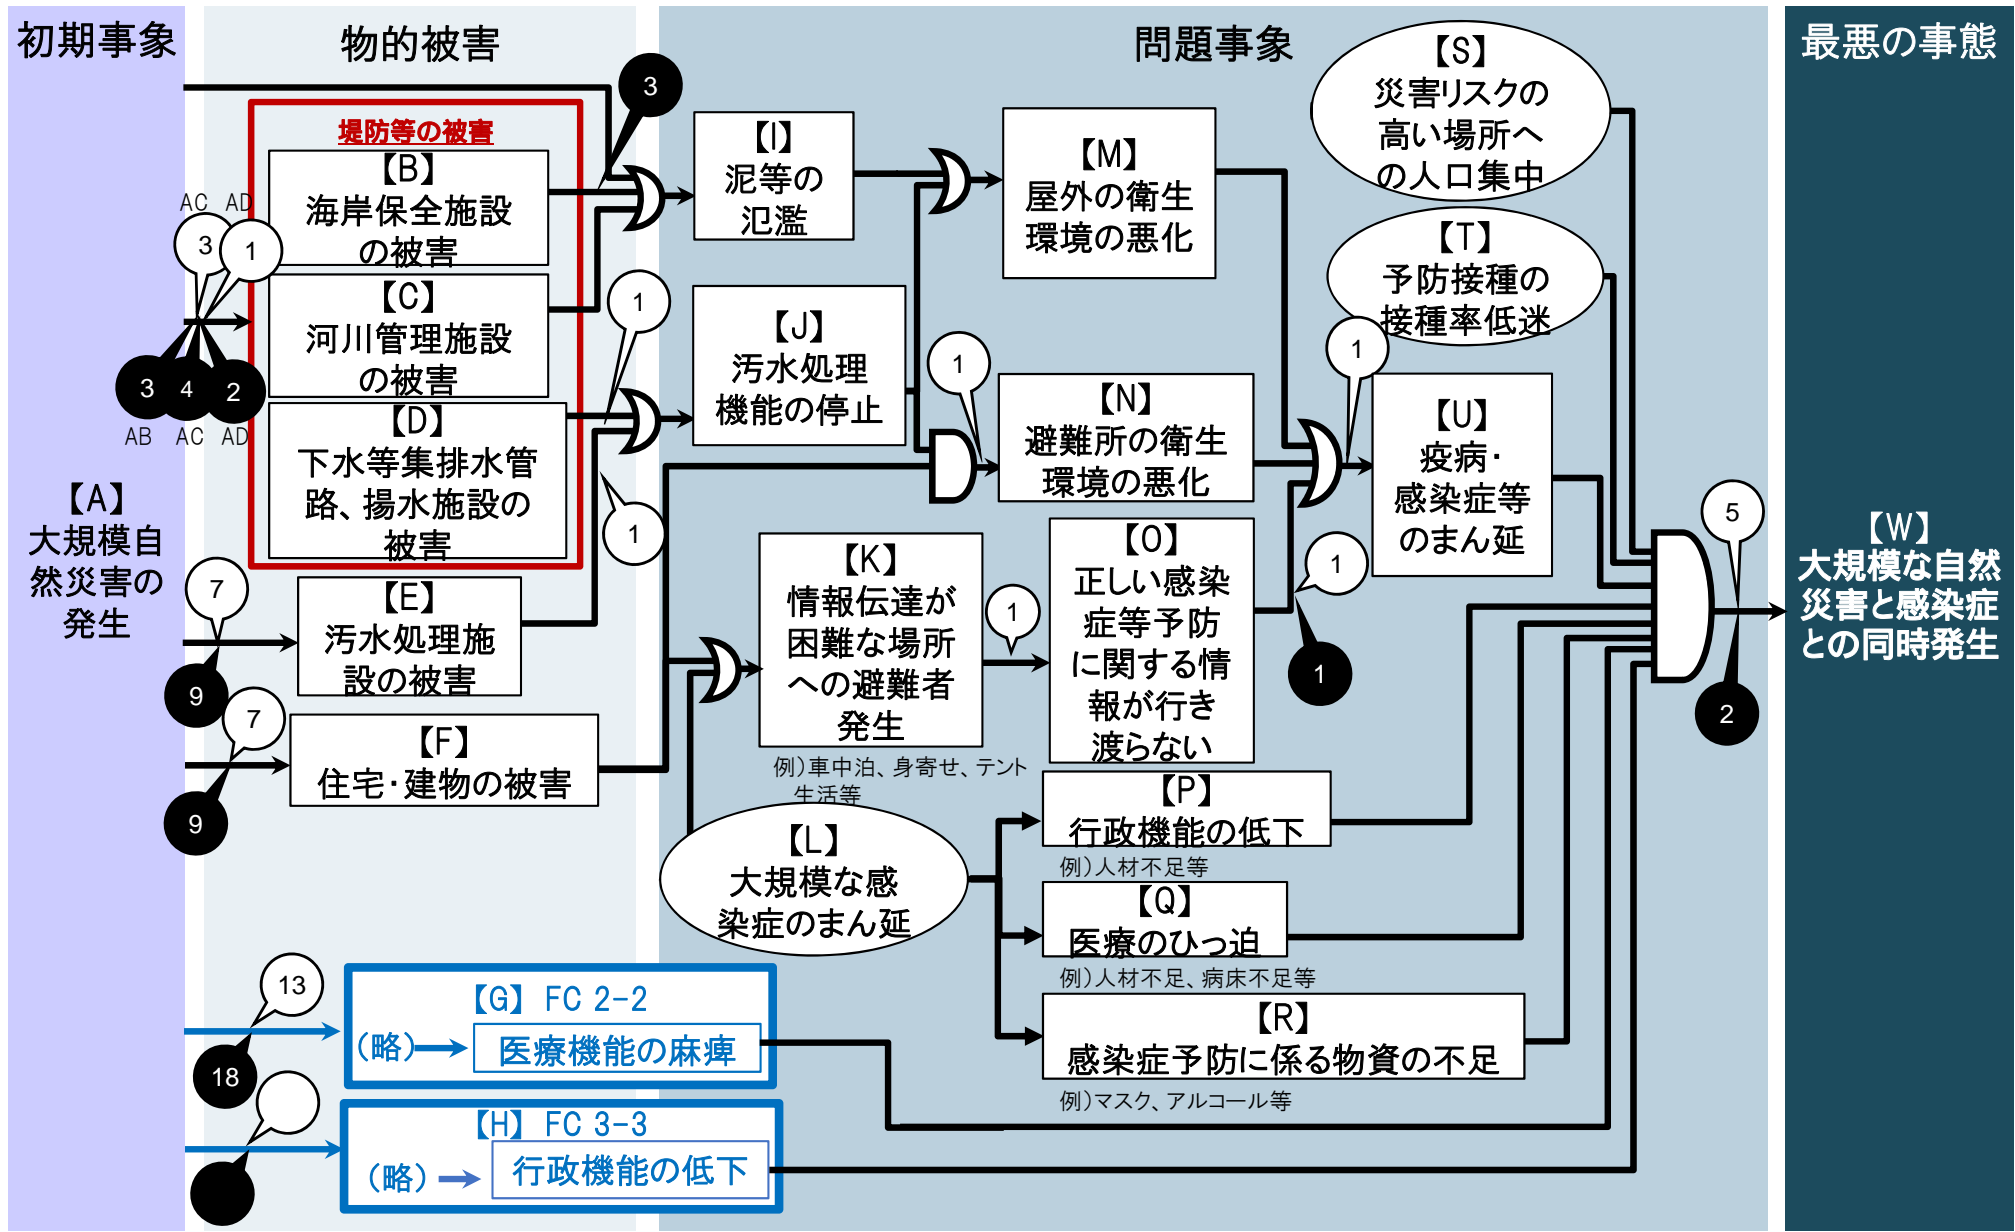 初期事象
物的被害
問題事象
最悪の事態
【A】
大規模自
然災害の
発生
堤防等の被害
【B】
海岸保全施設
の被害
【C】
河川管理施設
の被害
【D】
下水等集排水管
路、揚水施設の
被害
【E】
汚水処理施
設の被害
【F】
住宅・建物の被害
AC
AD
3
1
3
4
2
AB
AC
AD
7
9
7
9
3
1
1
【I】
泥等の
氾濫
【J】
汚水処理
機能の停止
【K】
情報伝達が
困難な場所
への避難者
発生
例）車中泊、身寄せ、テント
生活等
【L】
大規模な感
染症のまん延
【M】
屋外の衛生
環境の悪化
1
【N】
避難所の衛生
環境の悪化
1
【O】
正しい感染
症等予防
に関する情
報が行き
渡らない
1
1
【P】
行政機能の低下
例）人材不足等
【Q】
医療のひっ迫
例）人材不足、病床不足等
【R】
感染症予防に係る物資の不足
例）マスク、アルコール等
【S】
災害リスクの
高い場所へ
の人口集中
【T】
予防接種の
接種率低迷
1
【U】
疫病・
感染症等
のまん延
5
2
【W】
大規模な自然
災害と感染症
との同時発生
13
18
【G】 FC 2-2
（略）
医療機能の麻痺
【H】 FC 3-3
（略）
行政機能の低下